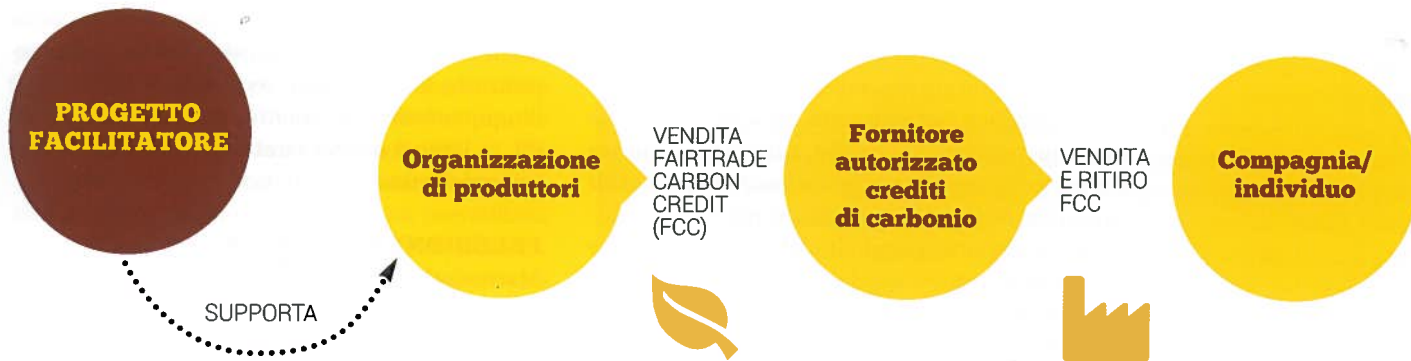 PROGETTO
FACILITATORE
SUPPORTA
Organizzazione
di produttori
VENDITA
FAIRTRADE
CARBON
CREDIT
(FCC)
Fornitore
autorizzato
crediti
di carbonio
VENDITA
E RITIRO
FCC
Compagnia/
individuo